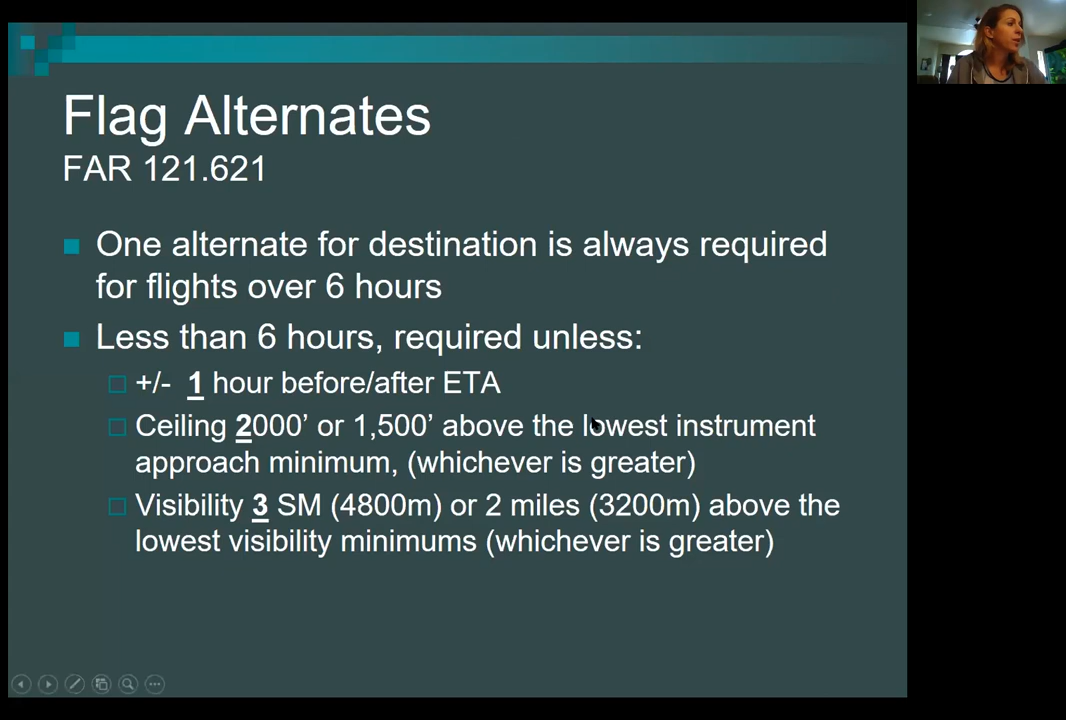 Flag Alternates
FAR 121.621
One alternate for destination is always required
for flights over 6 hours
Less than 6 hours, required unless:
+/- 1 hour before/after ETA
Ceiling 2000’ or 1,500’ above the lowest instrument
approach minimum, (whichever is greater)
Visibility 3 SM (4800m) or 2 miles (3200m) above the
lowest visibility minimums (whichever is greater)